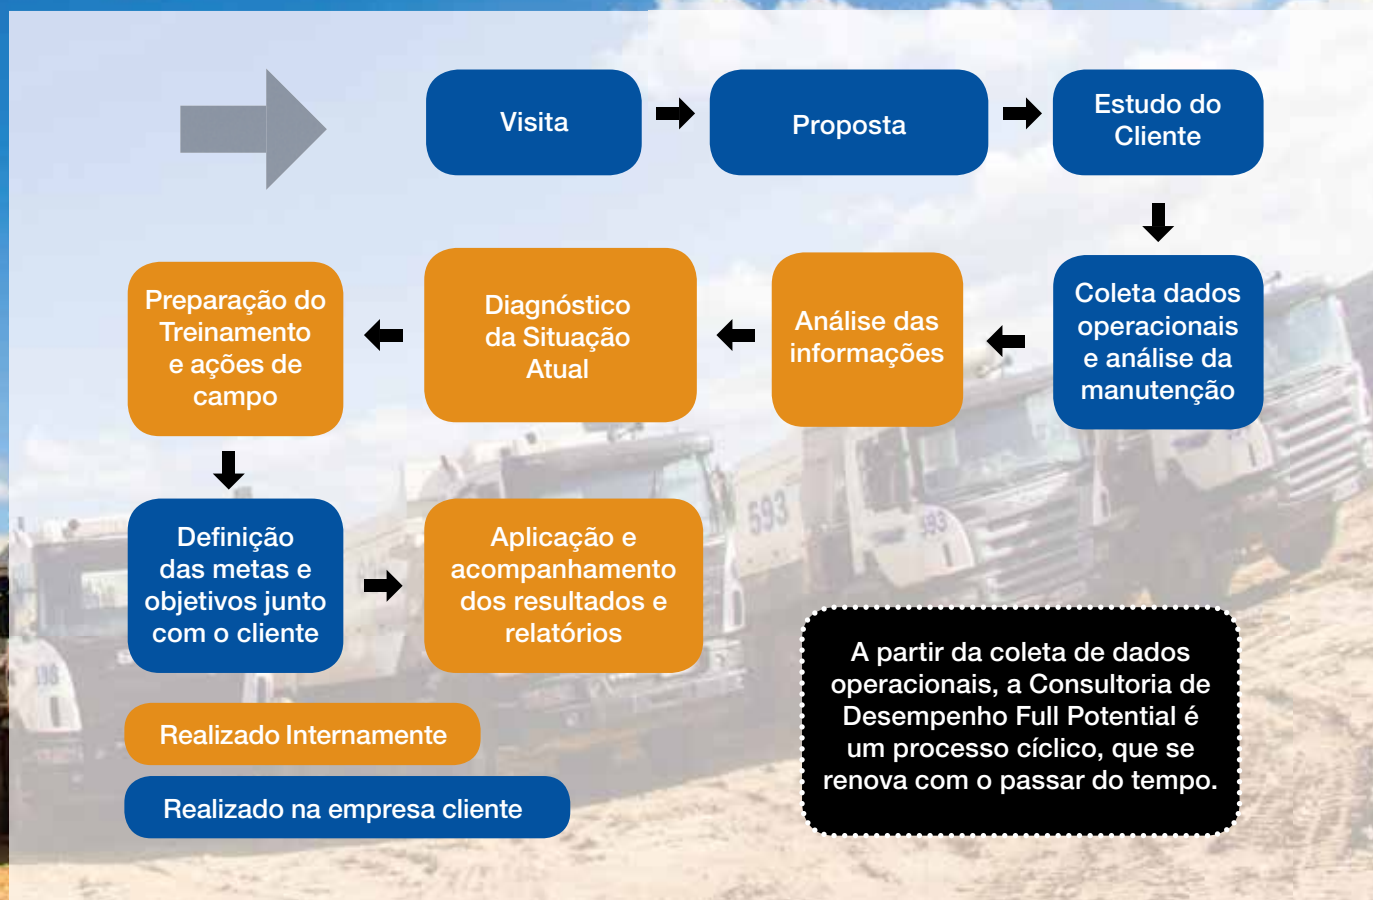 Visita
Proposta
Estudo do
Cliente
Coleta dados
operacionais
e análise da
manutenção
Análise das
informações
Diagnóstico
da Situação
Atual
Preparação do
Treinamento
e ações de
campo
Definição
das metas e
objetivos junto
com o cliente
Aplicação e
acompanhamento
dos resultados e
relatórios
A partir da coleta de dados
operacionais, a Consultoria de
Desempenho Full Potential é
um processo cíclico, que se
renova com o passar do tempo.
Realizado Internamente
Realizado na empresa cliente
593
593